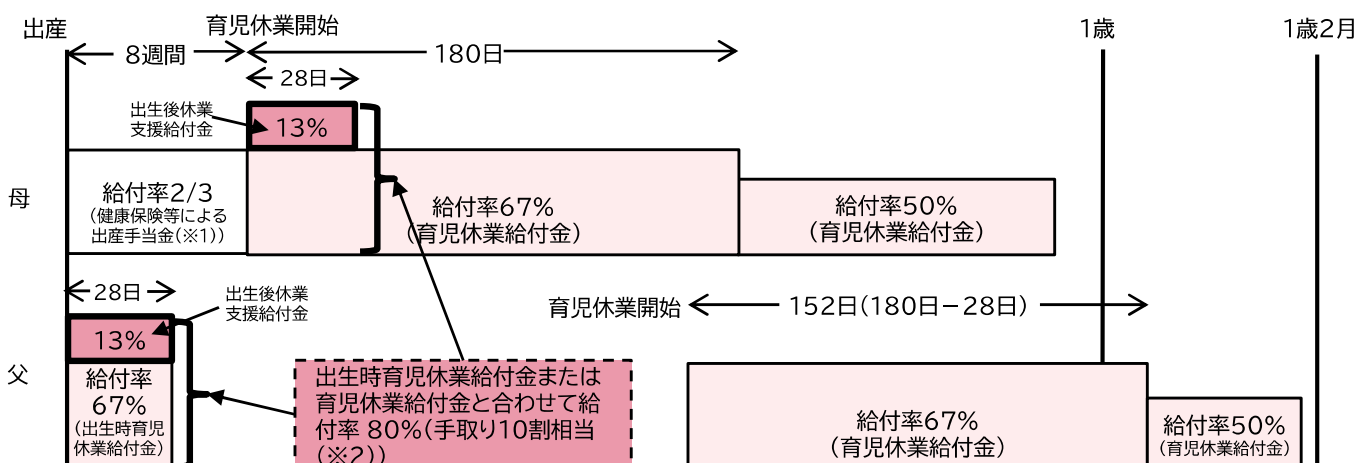 出産
育児休業開始
1歳
1歳2月
8週間
180日
28日
出生後休業
支援給付金
13%
母
給付率2/3
(健康保険等による
出産手当金(※1))
給付率67%
(育児休業給付金)
給付率50%
(育児休業給付金)
28日
出生後休業
支援給付金
育児休業開始
152日(180日-28日)
13%
父
給付率
67%
(出生時育児
休業給付金)
出生時育児休業給付金または
育児休業給付金と合わせて給
付率 80%(手取り10割相当
(※2))
給付率67%
(育児休業給付金)
給付率50%
(育児休業給付金)